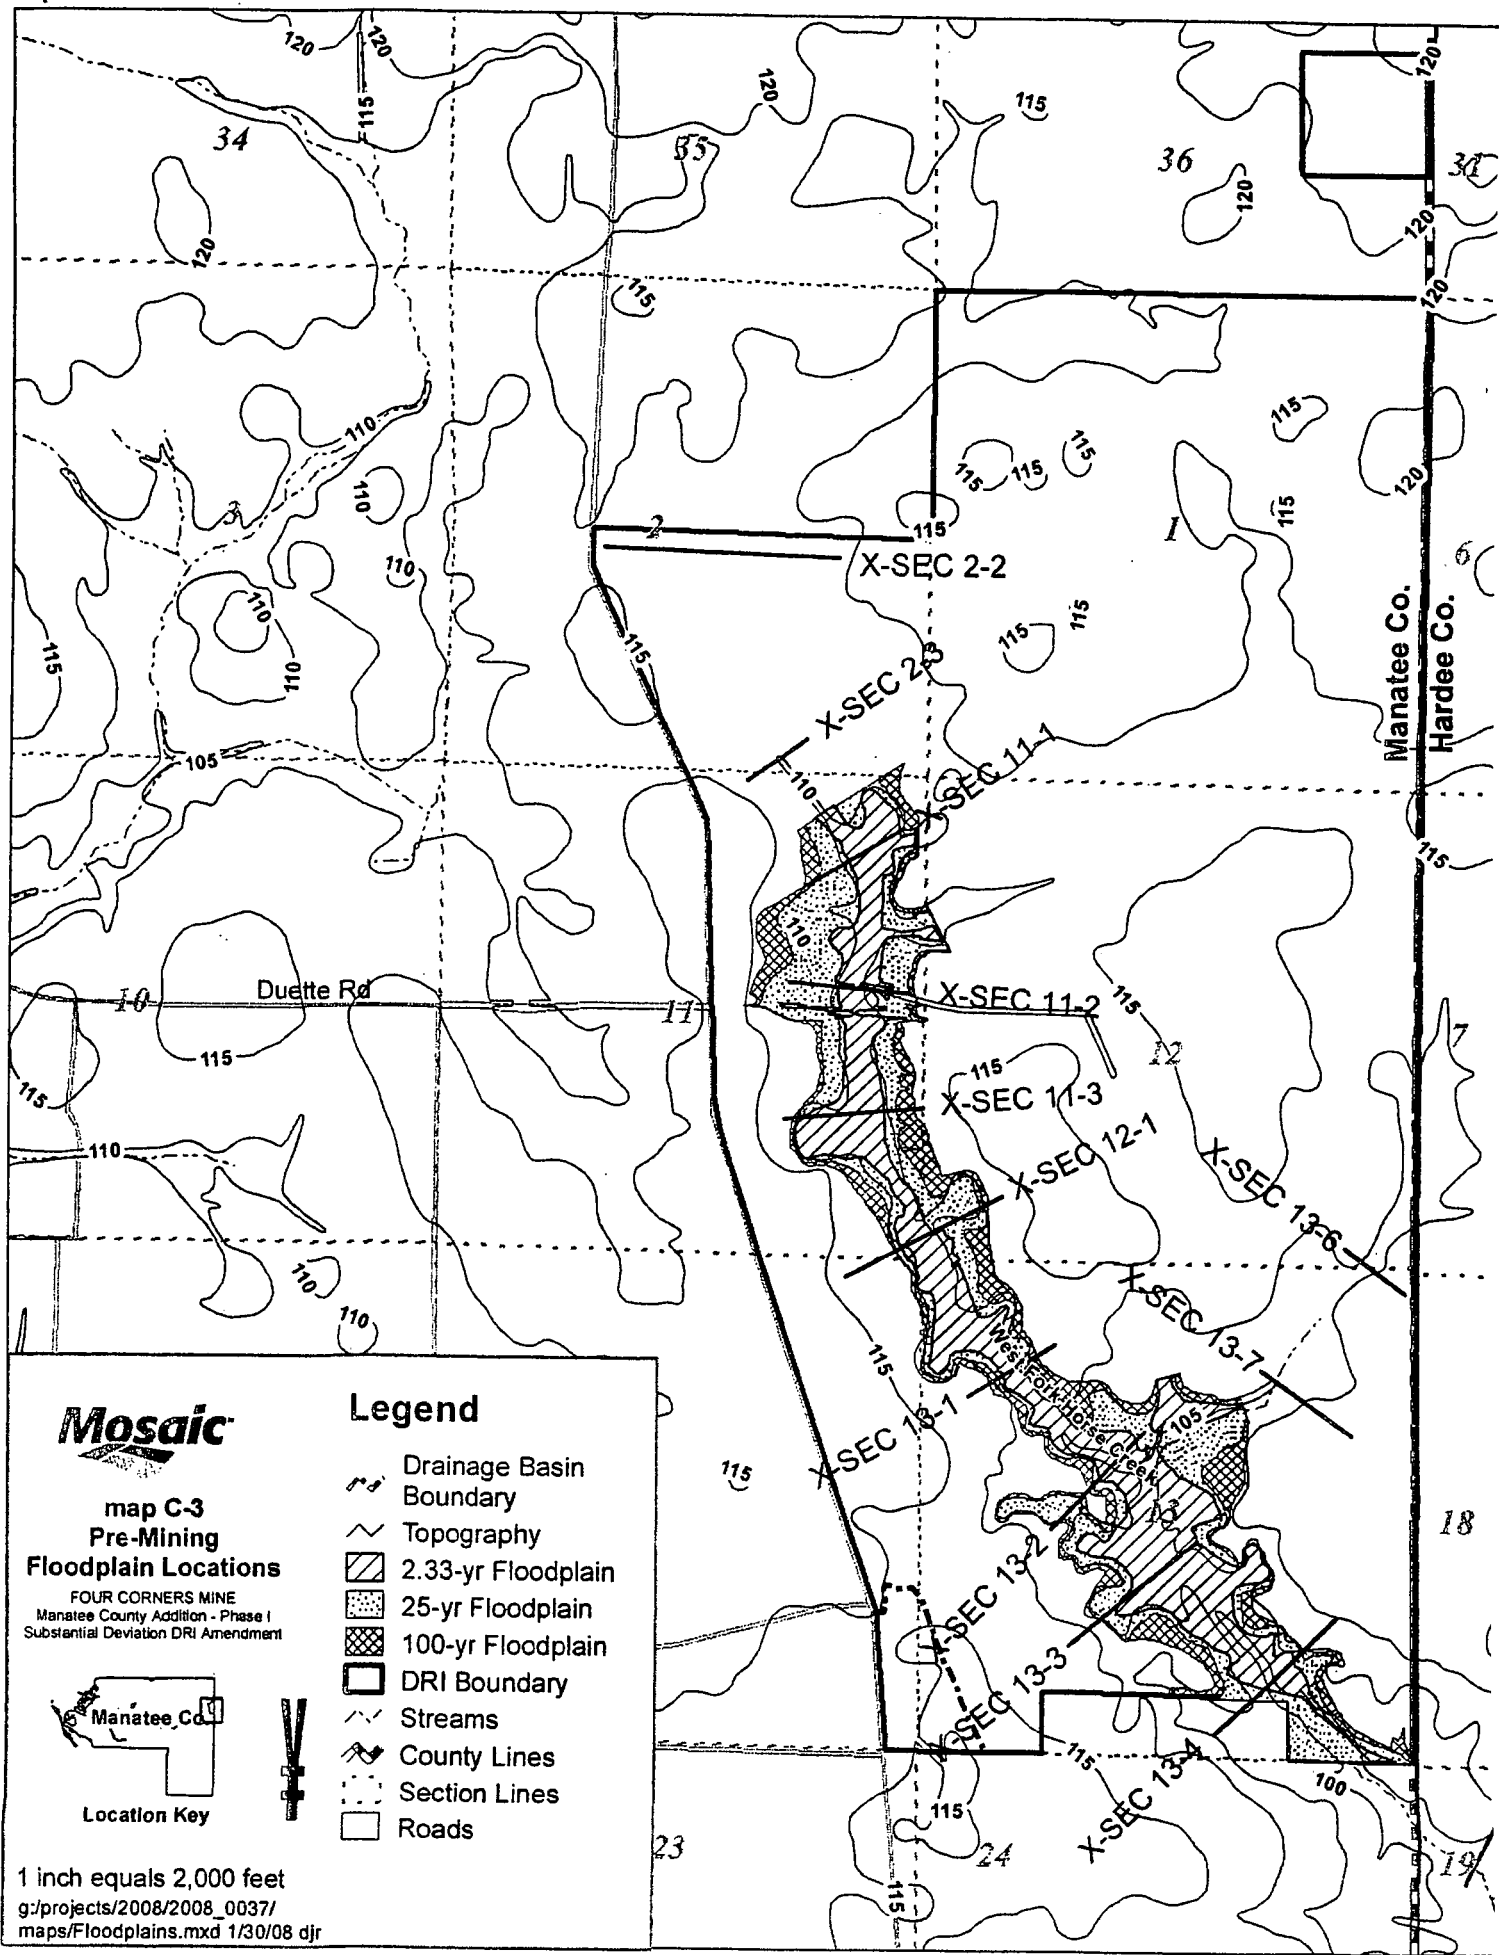 120
120
120
120
115
34
35
115
36
31
120
120
120
115
120
110
115
115
115
115
115
120
3
110
2
115
1
115
X-SEC 2-2
6
110
110
110
115
115
115
115
Manatee Co.
Hardee Co.
X-SEC 2-3
105
110
X-SEC 11-1
115
110
10
Duette Rd
11
X-SEC 11-2
115
12
7
115
115
115
X-SEC 11-3
110
X-SEC 12-1
X-SEC 13-6
110
110
X-SEC 13-7
115
West Fork Horse Creek
X-SEC 13-1
105
115
13
18
X-SEC 13-2
X-SEC 13-3
X-SEC 13-4
115
100
115
23
24
19
115
Mosaic
map C-3
Pre-Mining
Floodplain Locations
FOUR CORNERS MINE
Manatee County Addition - Phase I
Substantial Deviation DRI Amendment
Manatee Co.
Location Key
1 inch equals 2,000 feet
g:/projects/2008/2008_0037/
maps/Floodplains.mxd 1/30/08 djr
Legend
Drainage Basin
Boundary
Topography
2.33-yr Floodplain
25-yr Floodplain
100-yr Floodplain
DRI Boundary
Streams
County Lines
Section Lines
Roads